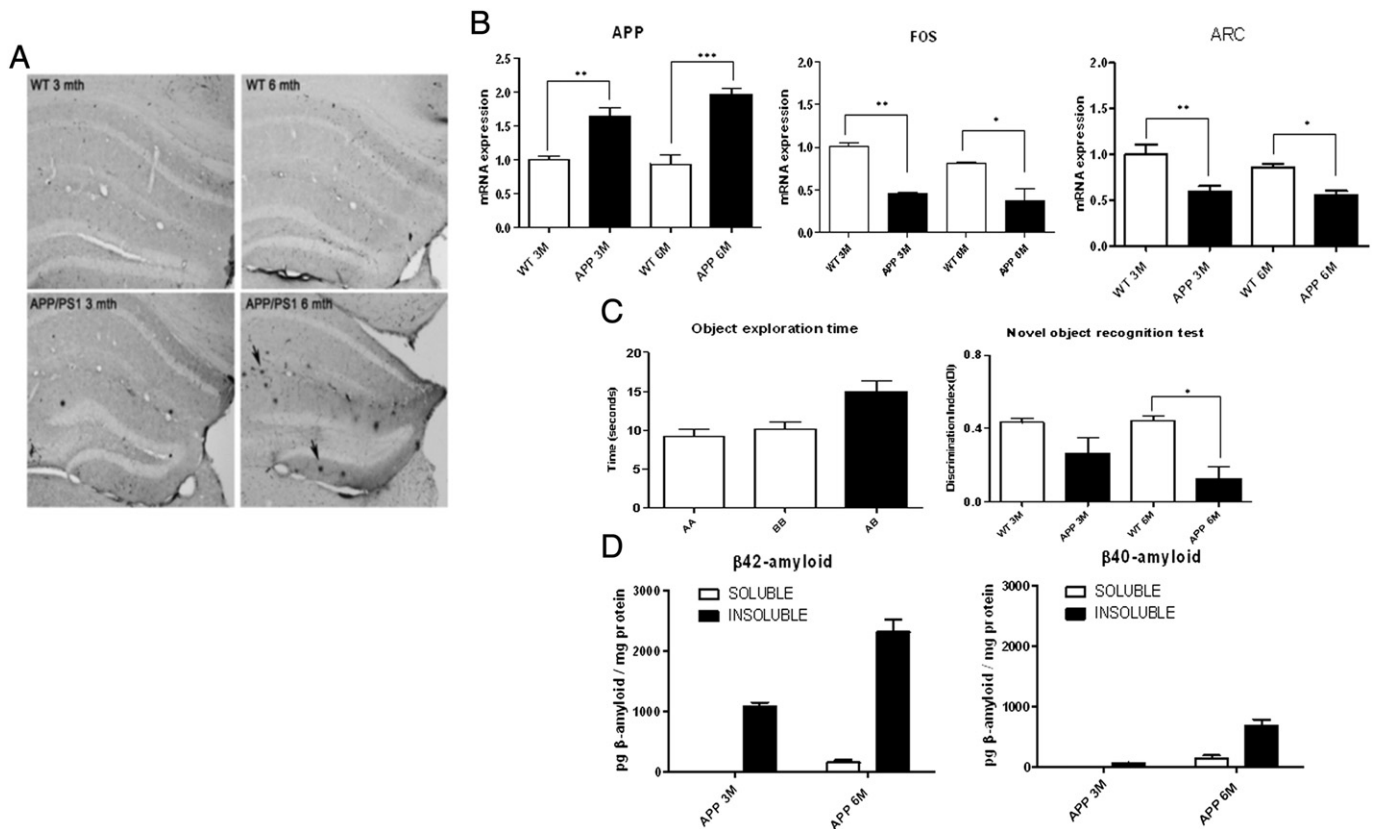 A
WT 3 mth
WT 6 mth
APP/PS1 3 mth
APP/PS1 6 mth
B
APP
mRNA expression
2.5
2.0
1.5
1.0
0.5
0.0
**
***
WT 3M
APP 3M
WT 6M
APP 6M
FOS
mRNA expression
2.0
1.5
1.0
0.5
0.0
**
*
WT 3M
APP 3M
WT 6M
APP 6M
ARC
mRNA expression
2.0
1.5
1.0
0.5
0.0
**
*
WT 3M
APP 3M
WT 6M
APP 6M
C
Object exploration time
Time (seconds)
20
15
10
5
0
AA
BB
AB
Novel object recognition test
Discrimination Index(DI)
0.8
0.4
0.0
*
WT 3M
APP 3M
WT 6M
APP 6M
D
β42-amyloid
pg β-amyloid / mg protein
3000
2000
1000
0
SOLUBLE
INSOLUBLE
APP 3M
APP 6M
β40-amyloid
pg β-amyloid / mg protein
3000
2000
1000
0
SOLUBLE
INSOLUBLE
APP 3M
APP 6M